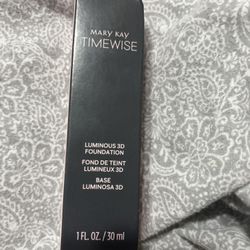 MARY KAY
TIMEWISE
LUMINOUS 3D
FOUNDATION
FOND DE TEINT
LUMINEUX 3D
BASE
LUMINOSA 3D
1 FL. OZ. / 30 ml